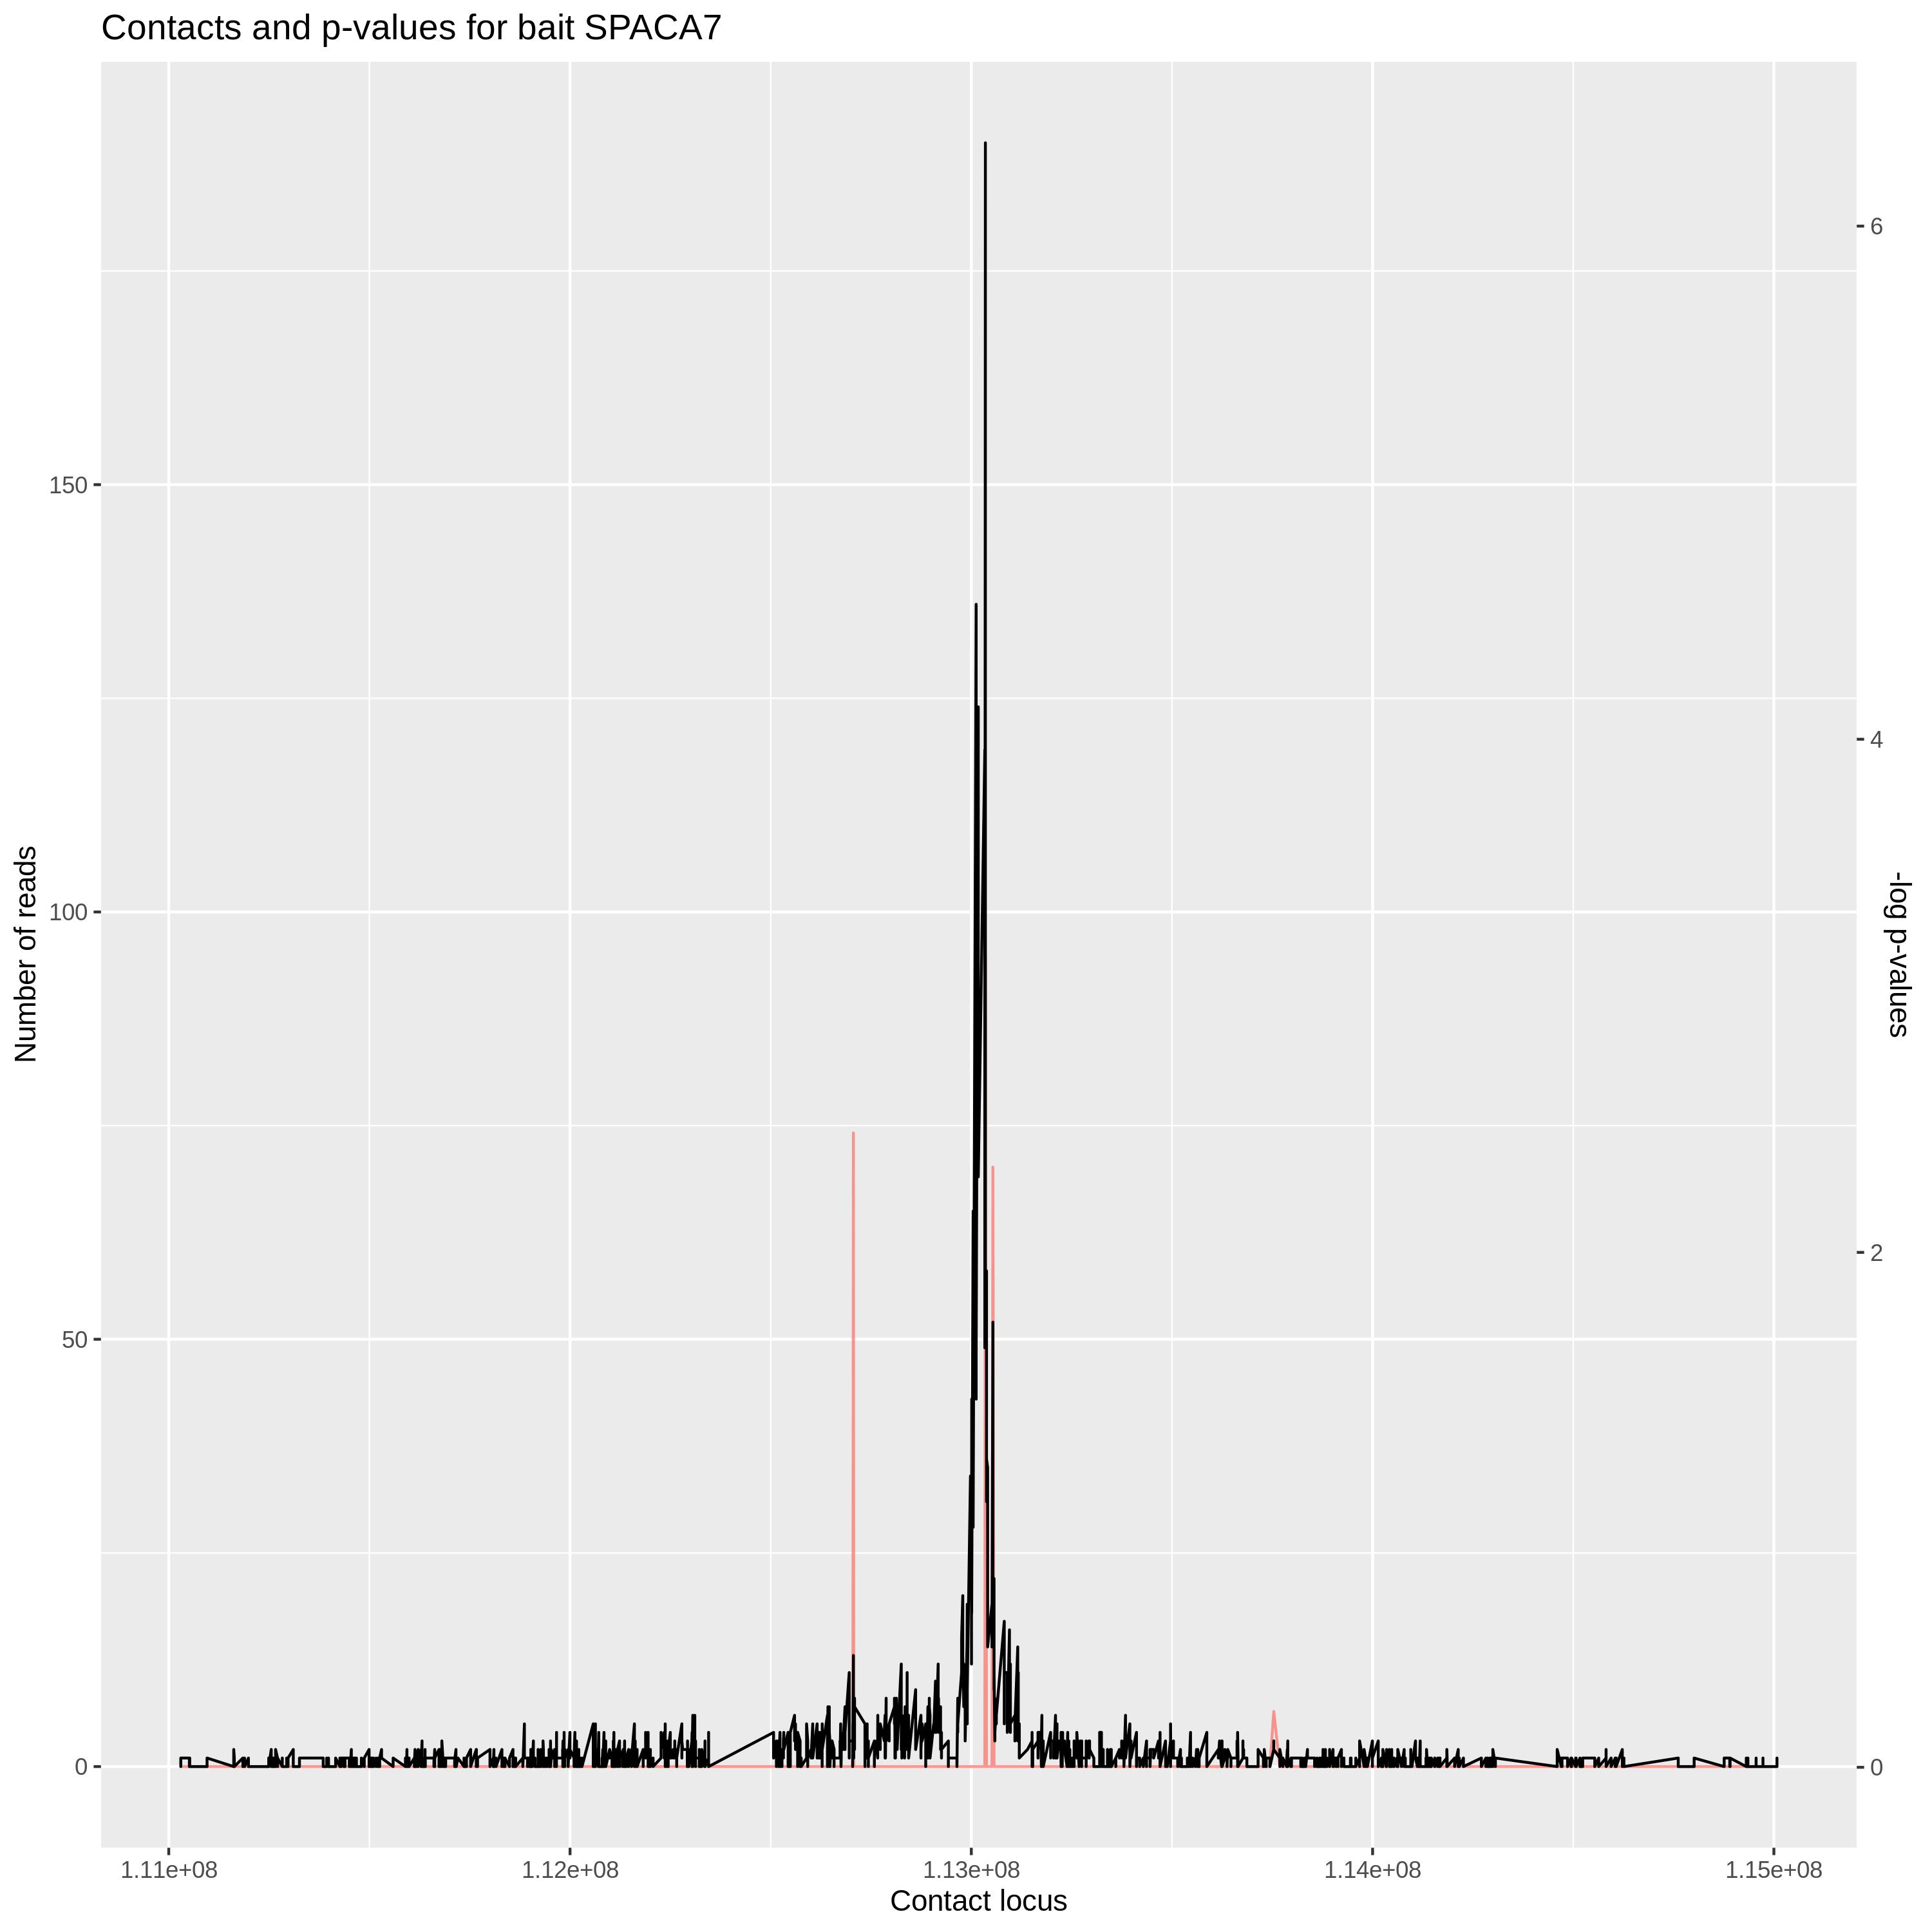 Contacts and p-values for bait SPACA7
Number of reads
150
100
50
0
6
4
2
0
-log p-values
1.11e+08
1.12e+08
1.13e+08
1.14e+08
1.15e+08
Contact locus